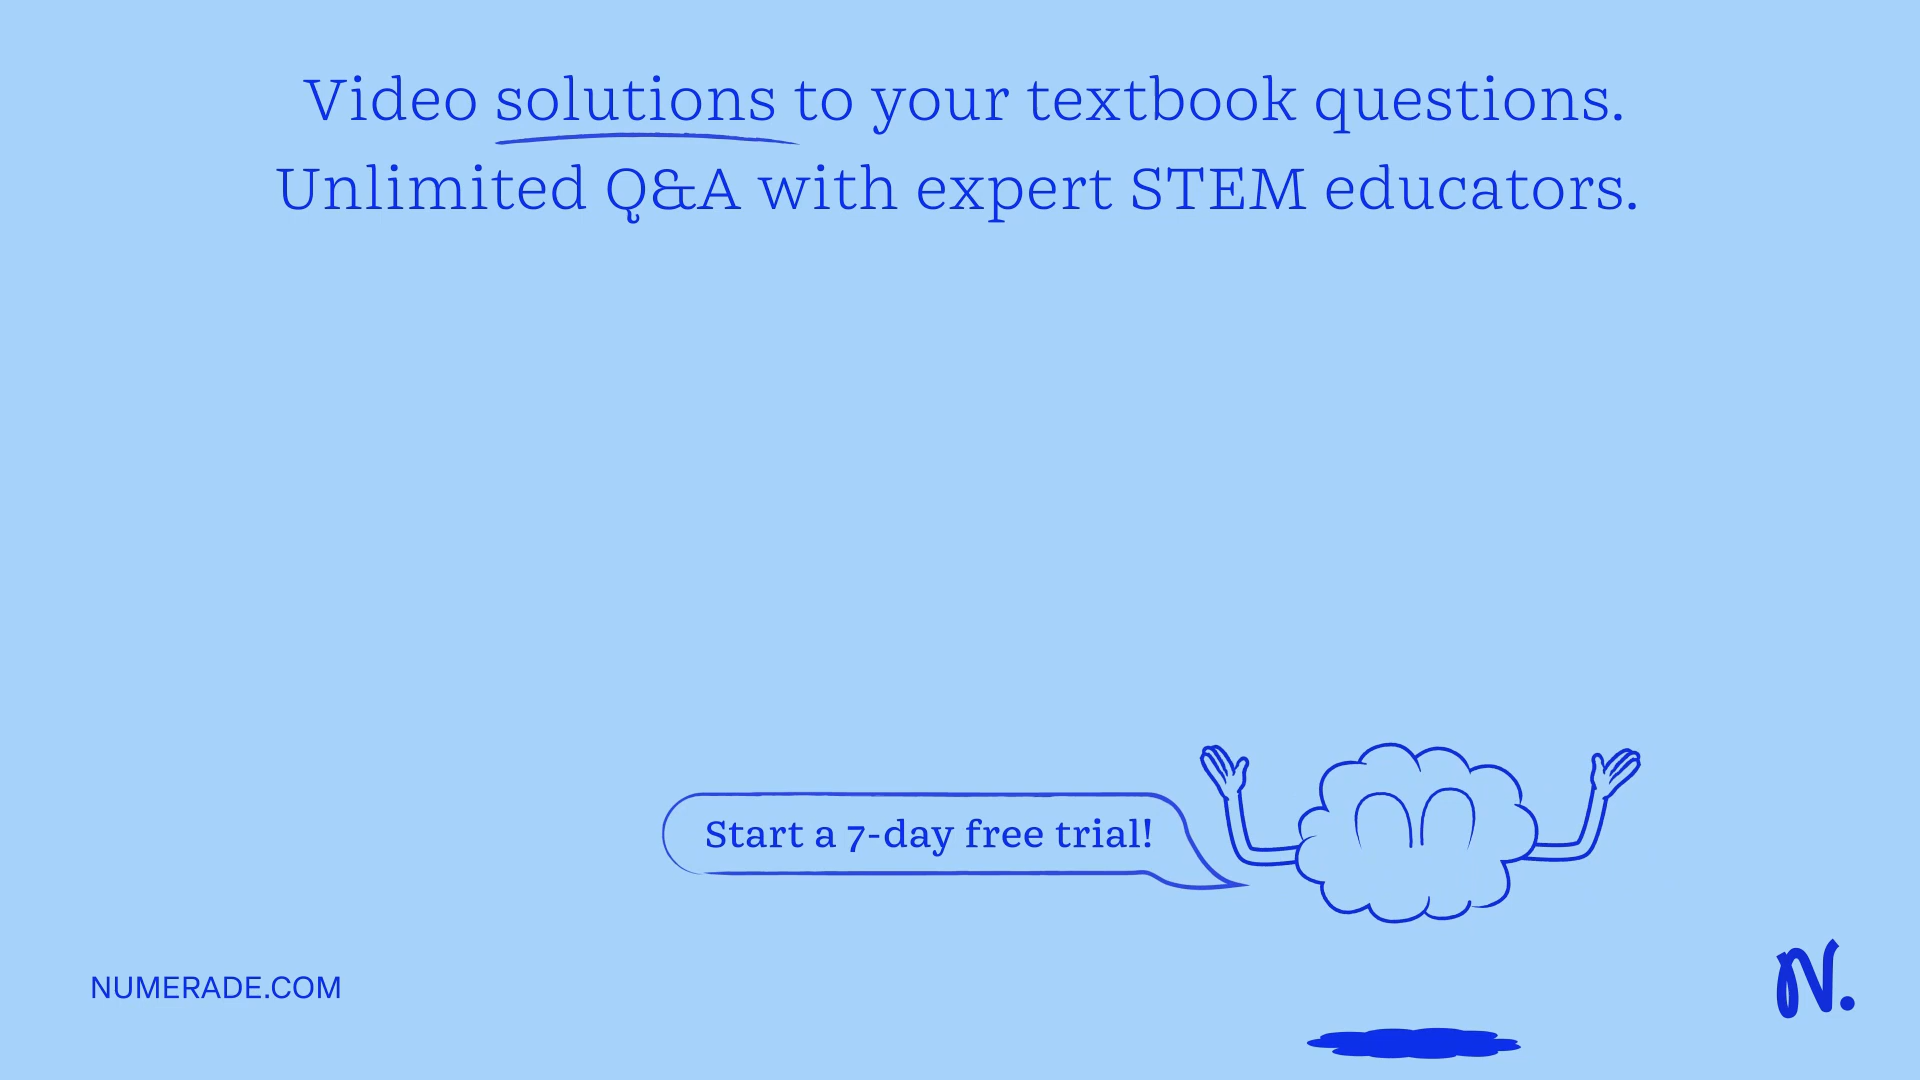 Video solutions to your textbook questions.
Unlimited Q&A with expert STEM educators.
Start a 7-day free trial!
NUMERADE.COM
N.